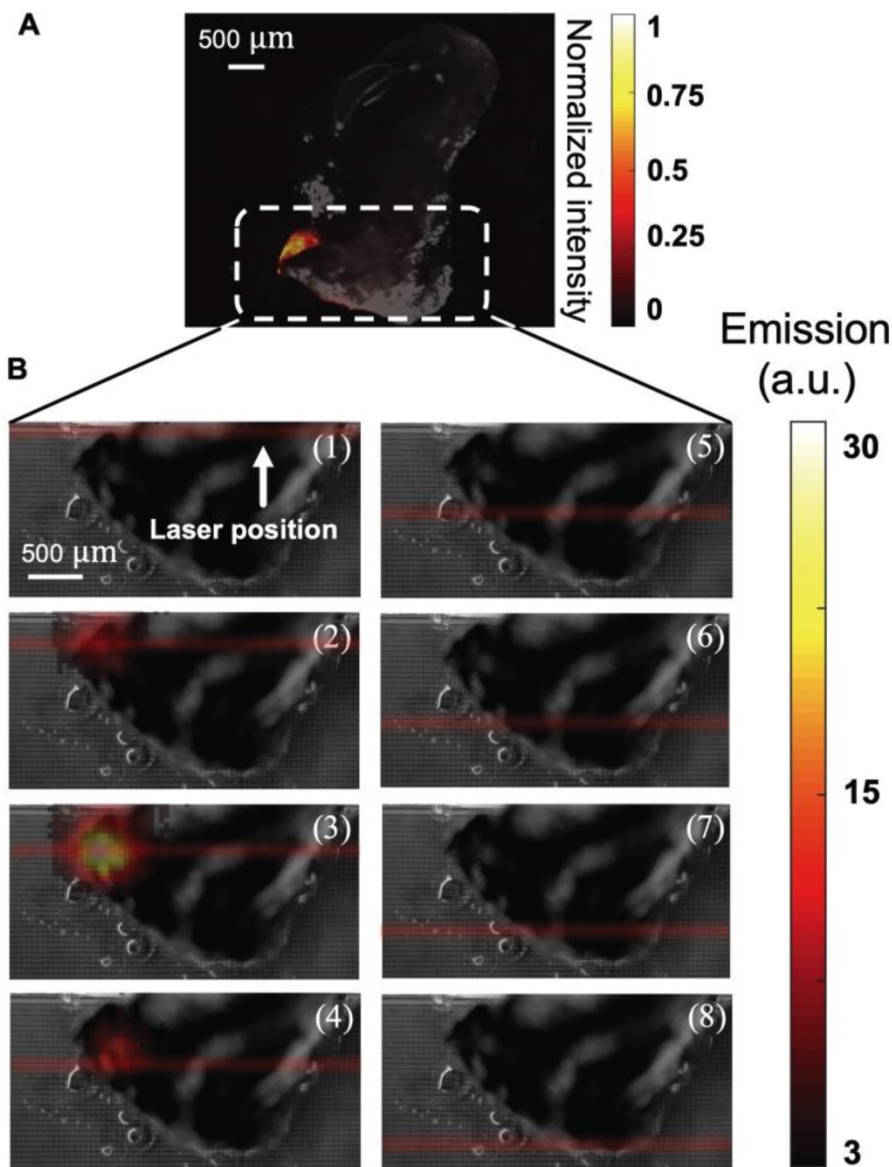 A
500 μm
Normalized intensity
1
0.75
0.5
0.25
0
Emission
(a.u.)
B
30
15
3
(1)
Laser position
500 μm
(2)
(3)
(4)
(5)
(6)
(7)
(8)